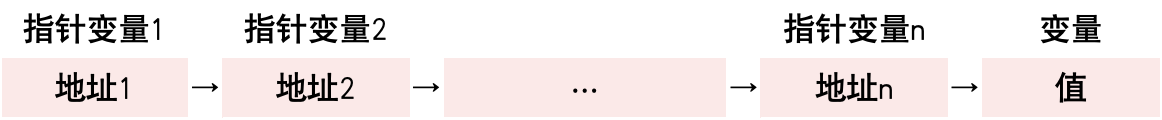 指针变量1 指针变量2 指针变量n 变量
地址1 → 地址2 → ... → 地址n → 值